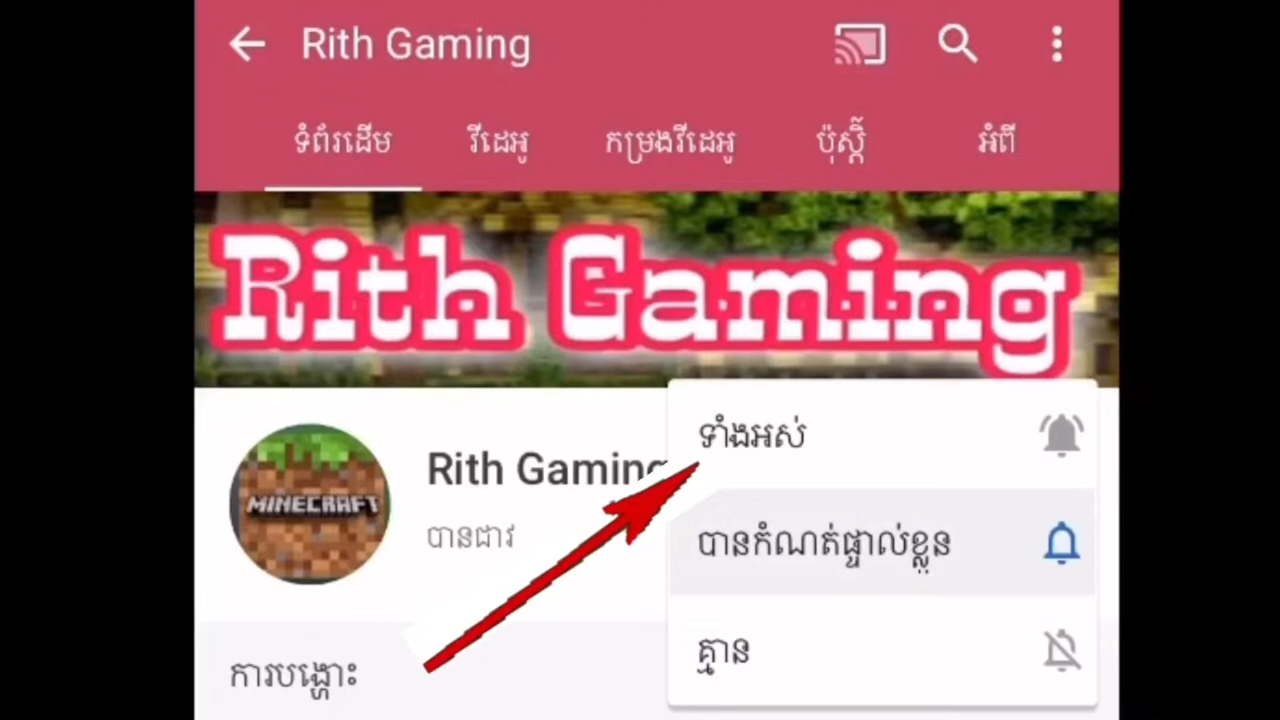 Rith Gaming
ទំព័រដើម វីដេអូ កម្រងវីដេអូ ប៉ុស្តិ៍ អំពី
Rith Gaming
MINECRAFT
Rith Gaming
បានជាវ
ទាំងអស់
បានកំណត់ផ្ទាល់ខ្លួន
គ្មាន
ការបង្ហោះ